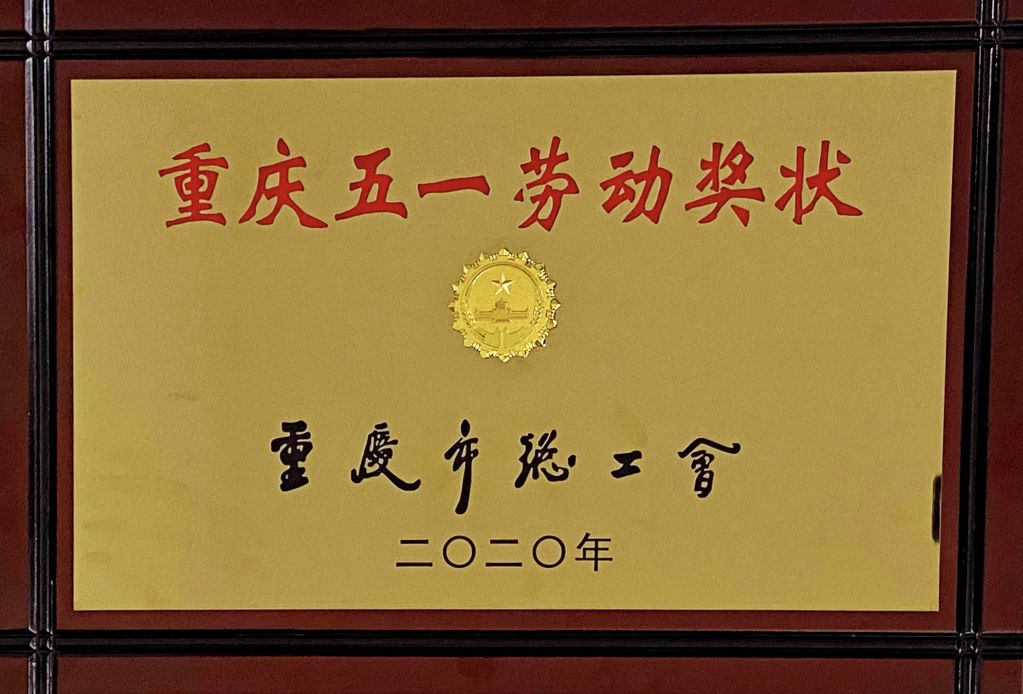 重庆五一劳动奖状
重慶市總工會
二〇二〇年